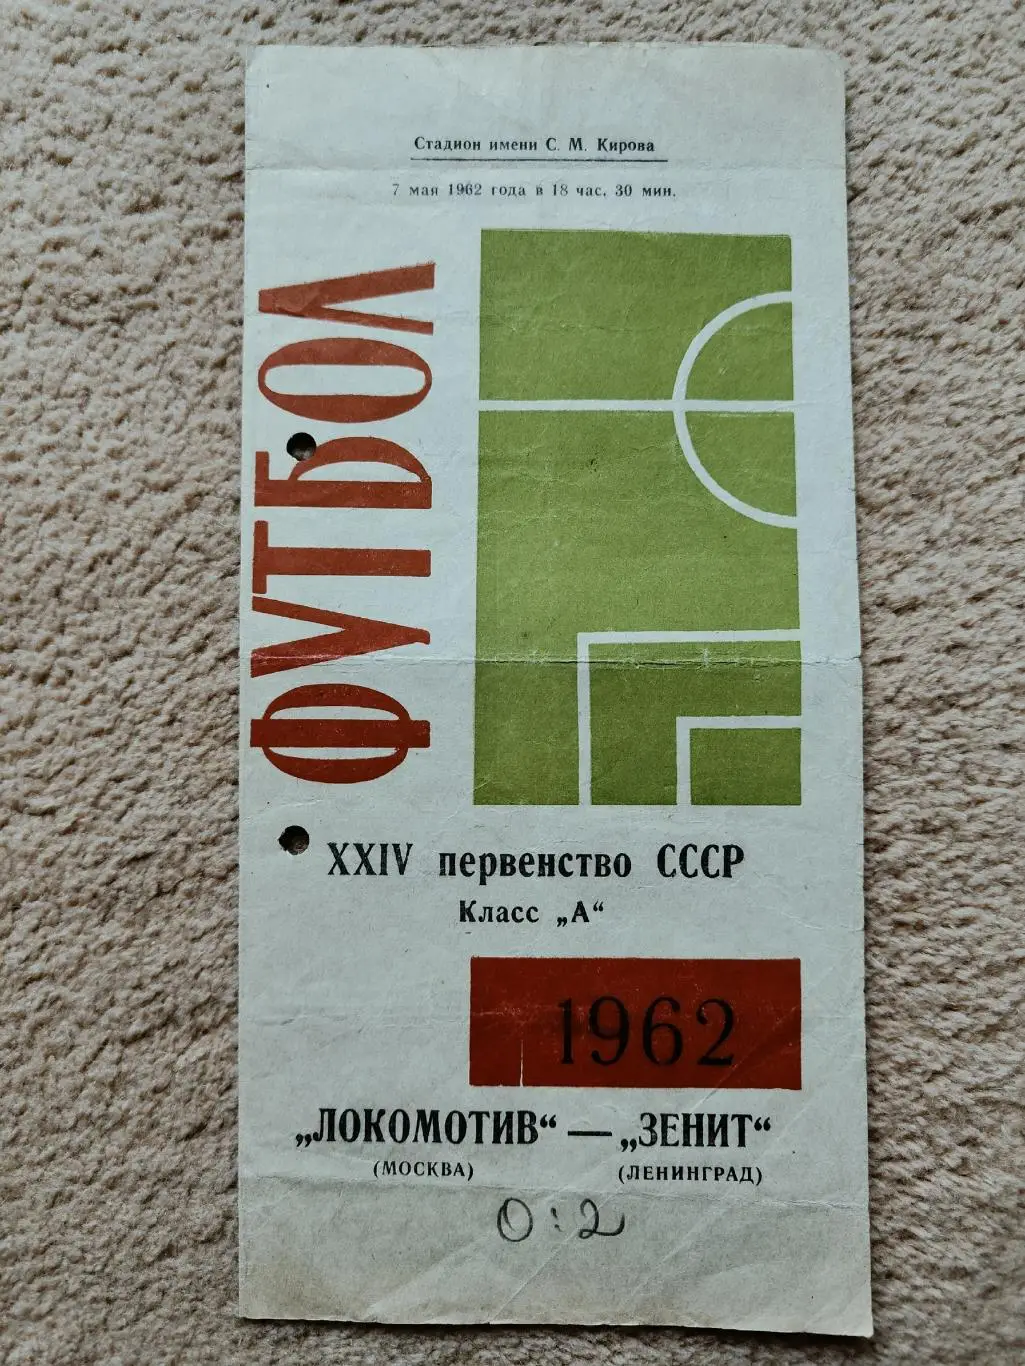 Стадион имени С. М. Кирова
7 мая 1962 года в 18 час. 30 мин.
ФУТБОЛ
XXIV первенство СССР
Класс „А“
1962
„ЛОКОМОТИВ“ — „ЗЕНИТ“
(МОСКВА) (ЛЕНИНГРАД)
0:2